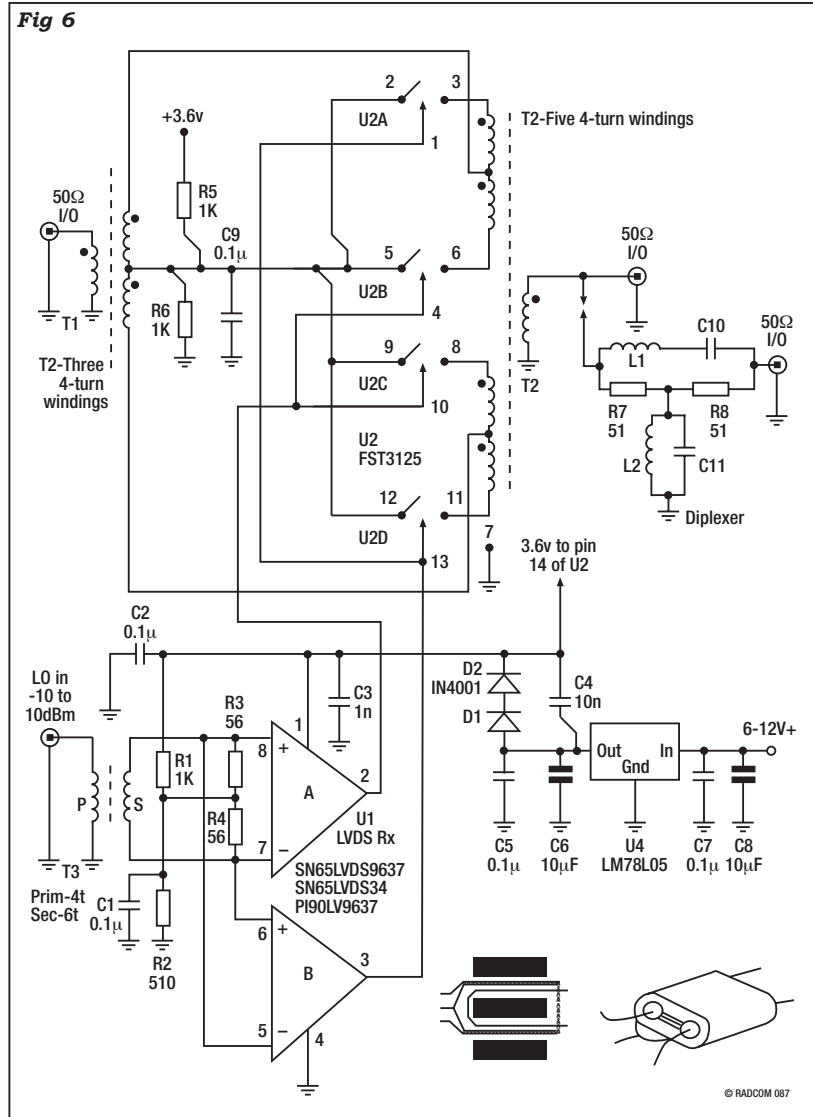 Fig 6
2
3
U2A
1
T2-Five 4-turn windings
+3.6v
50Ω
I/O
R5
1K
C9
0.1μ
5
6
U2B
4
R6
1K
T1
T2-Three
4-turn
windings
9
8
U2C
10
U2
FST3125
12
11
U2D
13
7
T2
50Ω
I/O
C10
L1
50Ω
I/O
R7
51
R8
51
L2
C11
Diplexer
3.6v to pin
14 of U2
C2
0.1μ
LO in
-10 to
10dBm
P
S
T3
Prim-4t
Sec-6t
R1
1K
R3
56
R4
56
C1
0.1μ
R2
510
1
8
+
A
2
7
−
C3
1n
U1
LVDS Rx
SN65LVDS9637
SN65LVDS34
PI90LV9637
6
+
B
3
5
−
4
D2
IN4001
D1
C4
10n
Out
In
Gnd
6-12V+
C5
0.1μ
C6
10μF
U4
LM78L05
C7
0.1μ
C8
10μF
© RADCOM 087